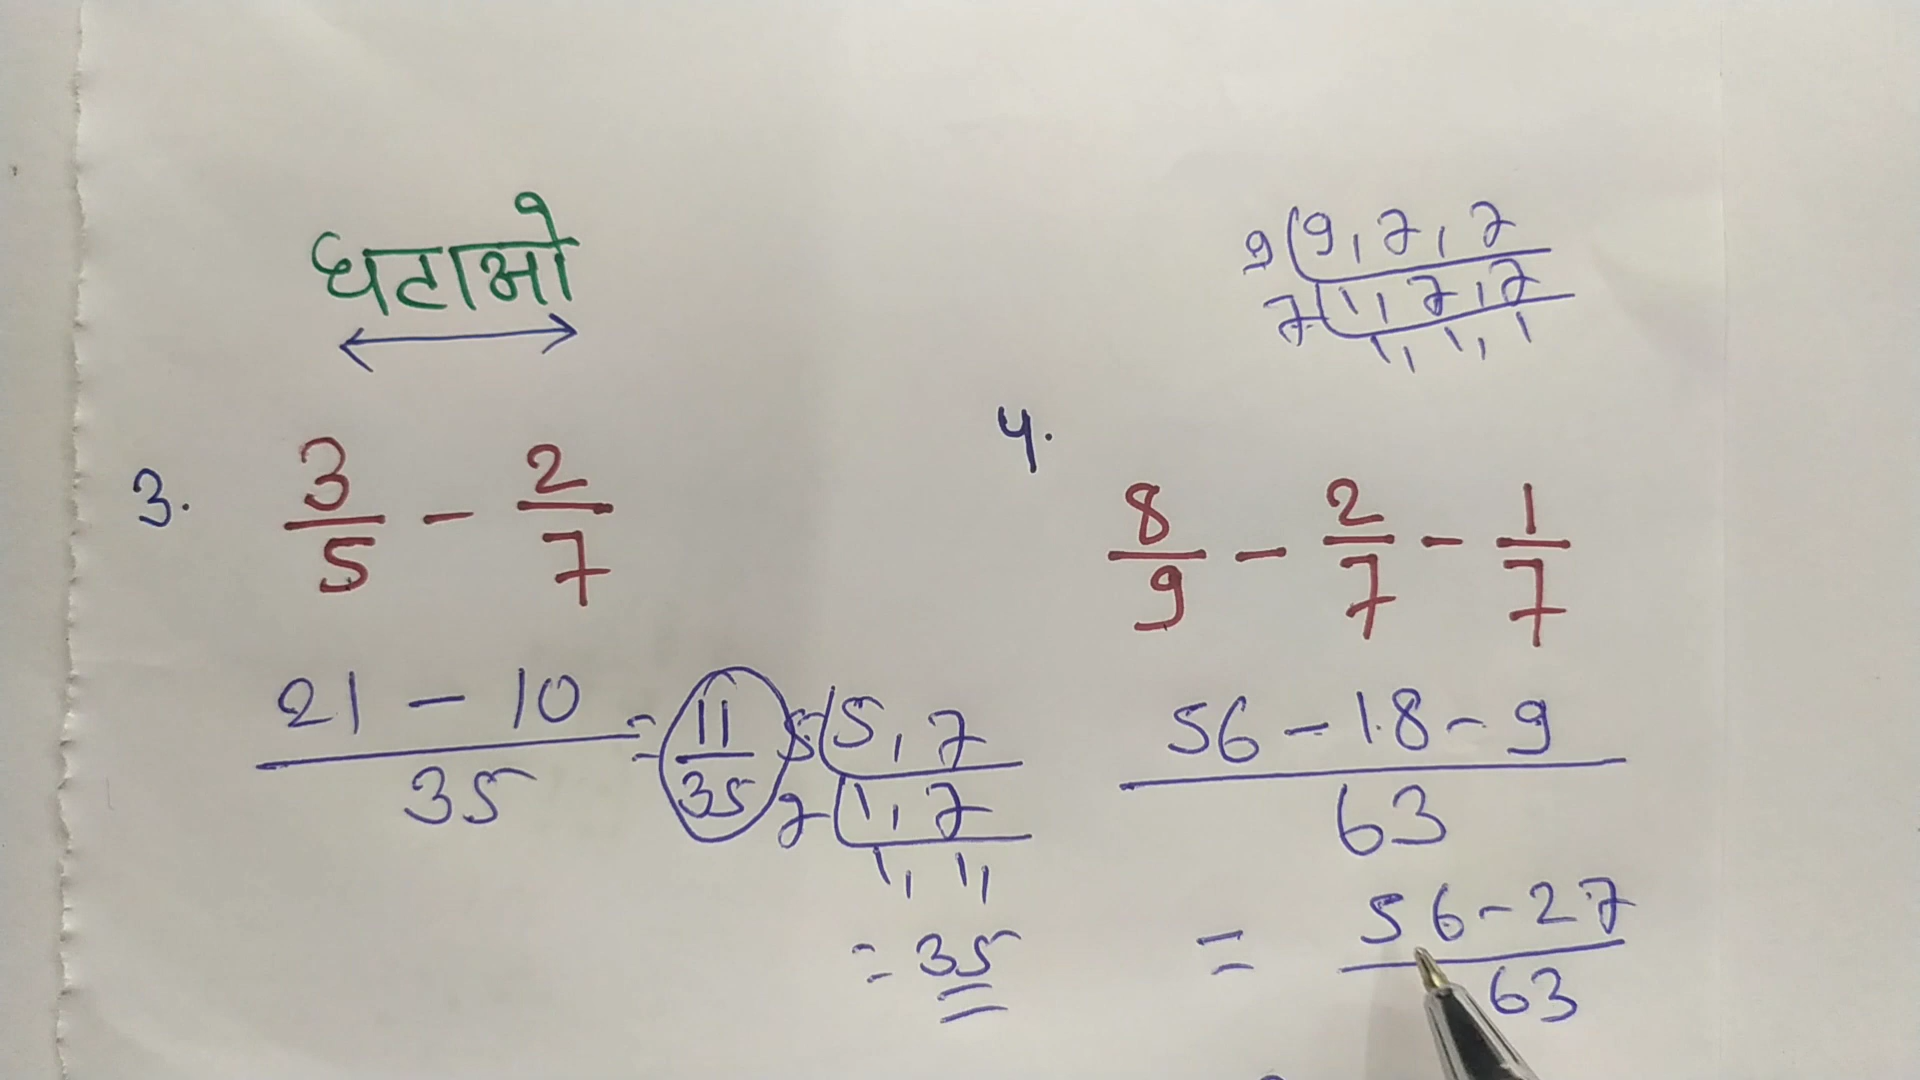 घटाओ
3.
3/5 - 2/7
21 - 10 / 35 = 11/35
5 | 5, 7
7 | 1, 7
1, 1,
= 35
9 | 9, 7, 7
7 | 1, 7, 7
1, 1, 1
4.
8/9 - 2/7 - 1/7
56 - 18 - 9 / 63
= 56 - 27 / 63